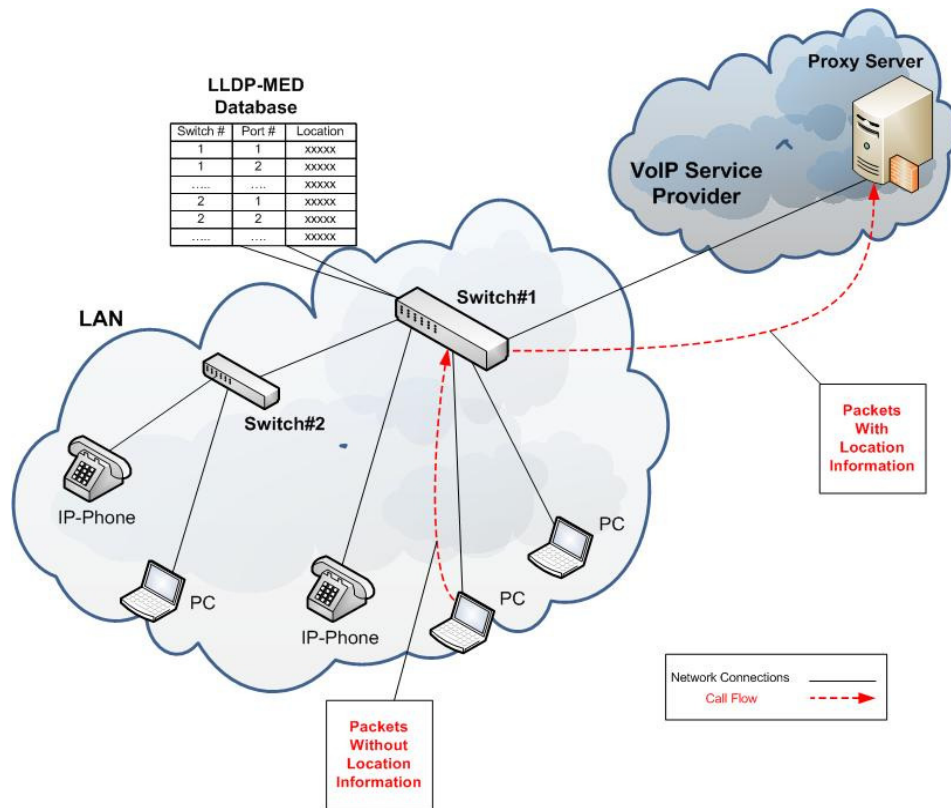 Proxy Server
LLDP-MED
Database
Switch # Port # Location
1 1 xxxxx
1 2 xxxxx
….. …. xxxxx
2 1 xxxxx
2 2 xxxxx
….. …. xxxxx
VoIP Service
Provider
Switch#1
LAN
Switch#2
Packets
With
Location
Information
IP-Phone
PC
PC
IP-Phone
PC
Network Connections
Call Flow
Packets
Without
Location
Information